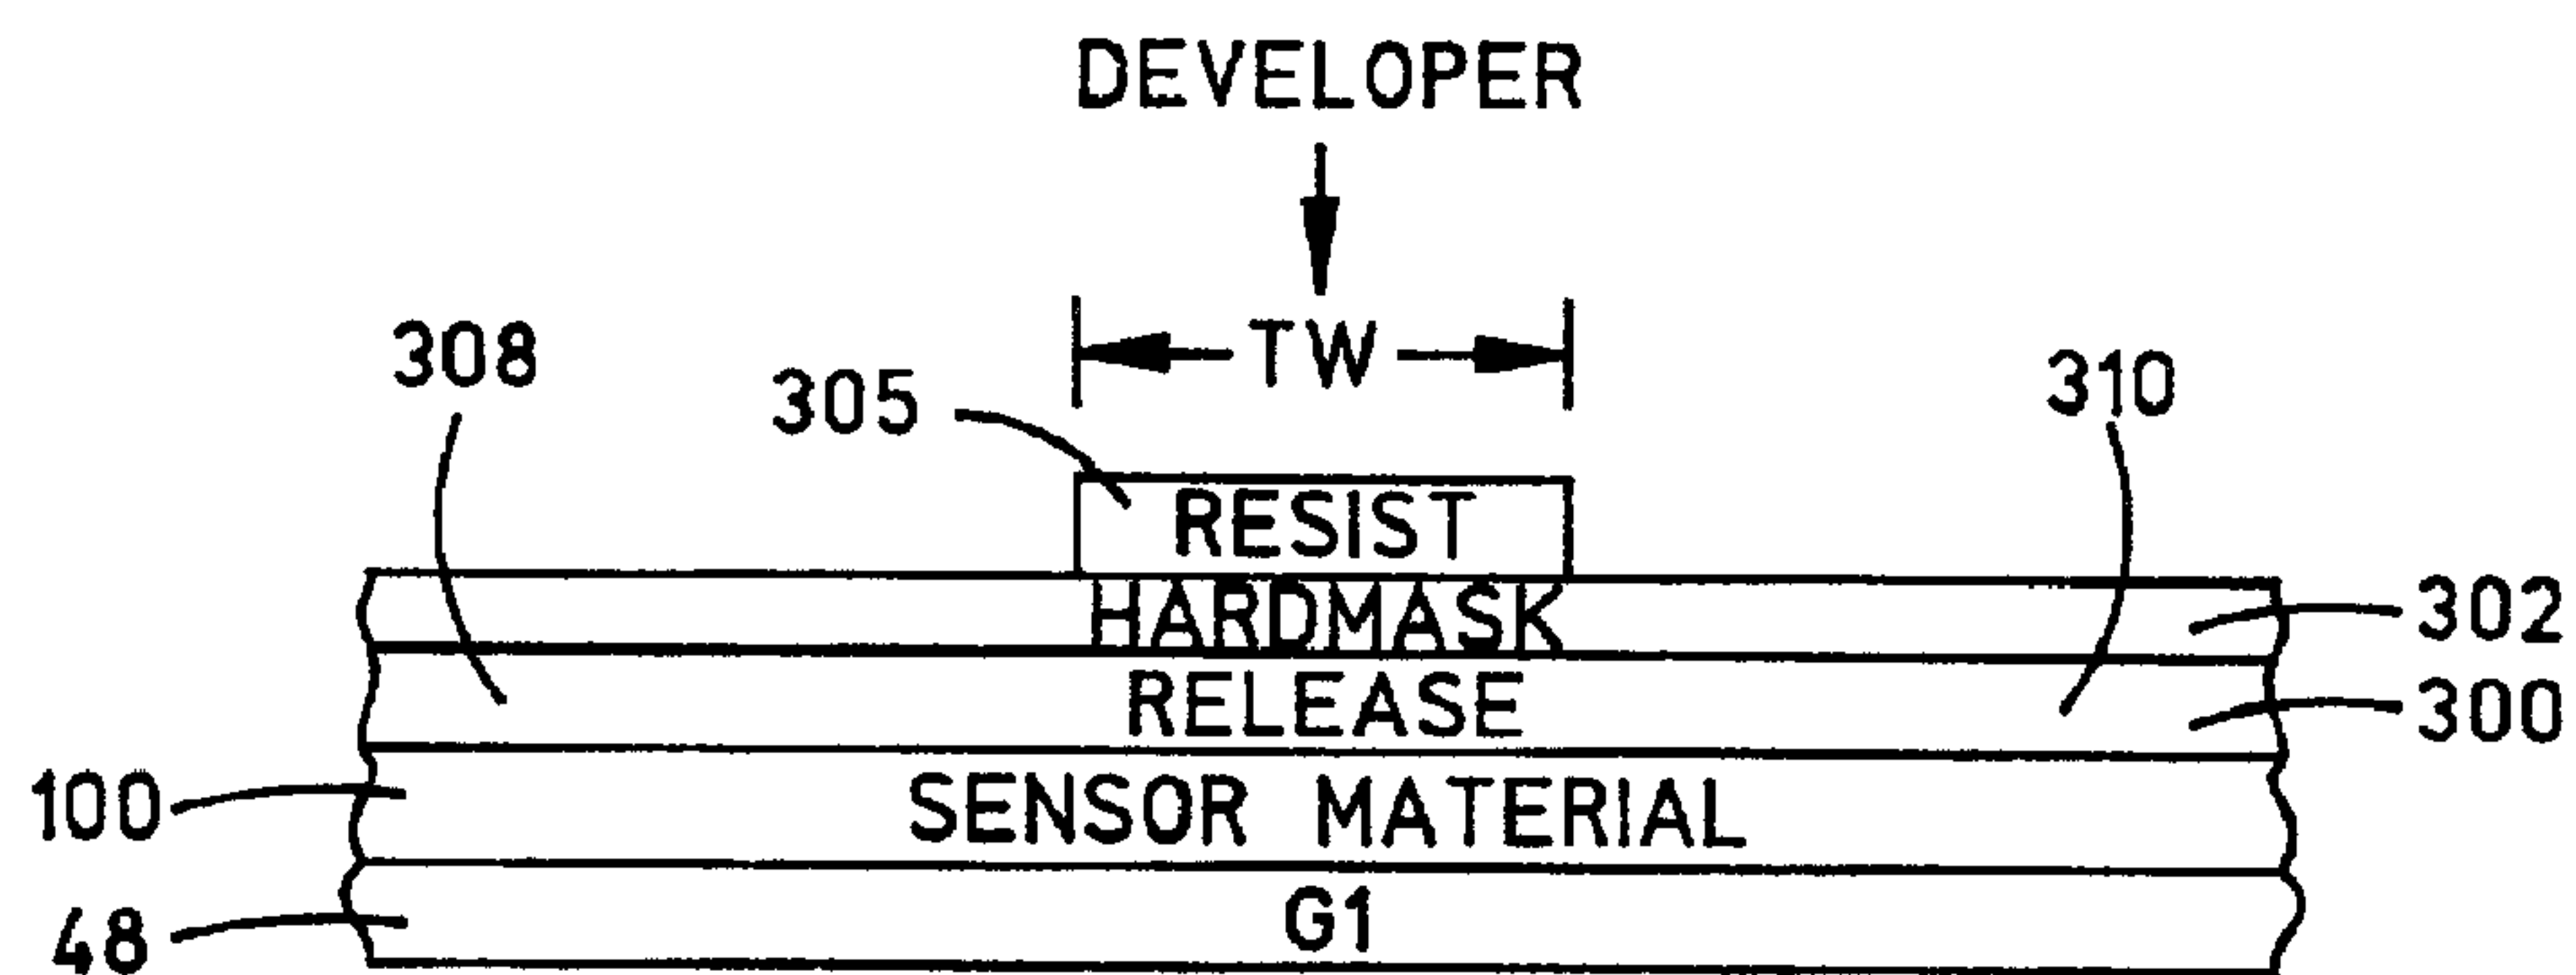 DEVELOPER
308
305
TW
310
RESIST
HARDMASK
302
RELEASE
300
100
SENSOR MATERIAL
48
G1